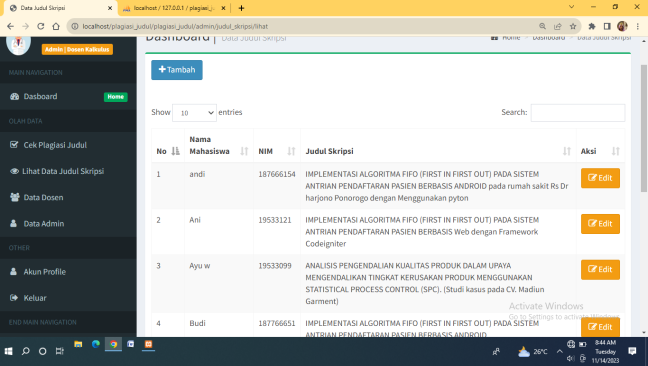 Data Judul Skripsi
localhost / 127.0.0.1 / plagiasi_j
localhost/plagiasi_judul/plagiasi_judul/admin/judul_skripsi/lihat
Admin | Dosen Kalkulus
MAIN NAVIGATION
Dasboard
Home
OLAH DATA
Cek Plagiasi Judul
Lihat Data Judul Skripsi
Data Dosen
Data Admin
OTHER
Akun Profile
Keluar
END MAIN NAVIGATION
Dashboard | Data Judul Skripsi
Home Dashboard Data Judul Skripsi
+Tambah
Show 10 entries
Search:
No Nama Mahasiswa NIM Judul Skripsi Aksi
1 andi 187666154 IMPLEMENTASI ALGORITMA FIFO (FIRST IN FIRST OUT) PADA SISTEM
ANTRIAN PENDAFTARAN PASIEN BERBASIS ANDROID pada rumah sakit Rs Dr
harjono Ponorogo dengan Menggunakan pyton
Edit
2 Ani 19533121 IMPLEMENTASI ALGORITMA FIFO (FIRST IN FIRST OUT) PADA SISTEM
ANTRIAN PENDAFTARAN PASIEN BERBASIS Web dengan Framework
Codeigniter
Edit
3 Ayu w 19533099 ANALISIS PENGENDALIAN KUALITAS PRODUK DALAM UPAYA
MENGENDALIKAN TINGKAT KERUSAKAN PRODUK MENGGUNAKAN
STATISTICAL PROCESS CONTROL (SPC). (Studi kasus pada CV. Madiun
Garment)
Edit
4 Budi 187766651 IMPLEMENTASI ALGORITMA FIFO (FIRST IN FIRST OUT) PADA SISTEM
ANTRIAN PENDAFTARAN PASIEN BERBASIS ANDROID
Edit
Activate Windows
Go to Settings to activate Windows.
26°C
8:44 AM
Tuesday
11/14/2023